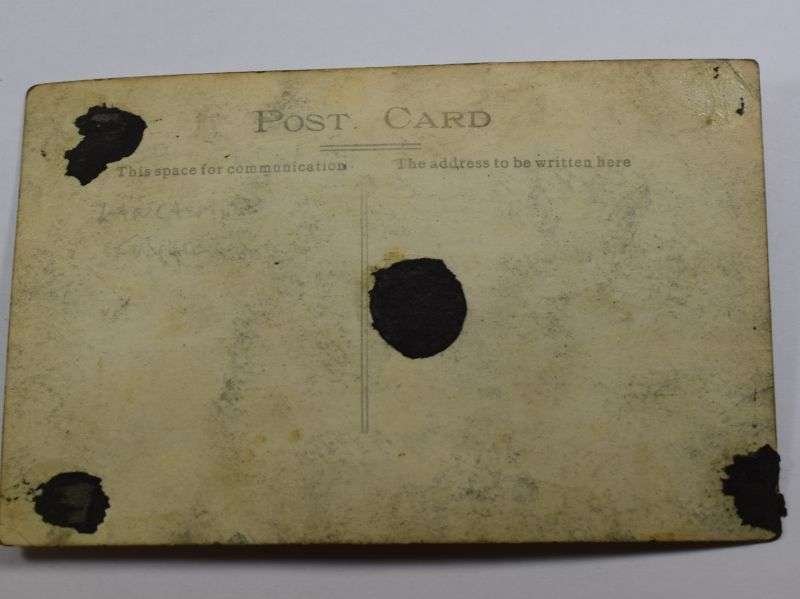 POST CARD
This space for communication
The address to be written here